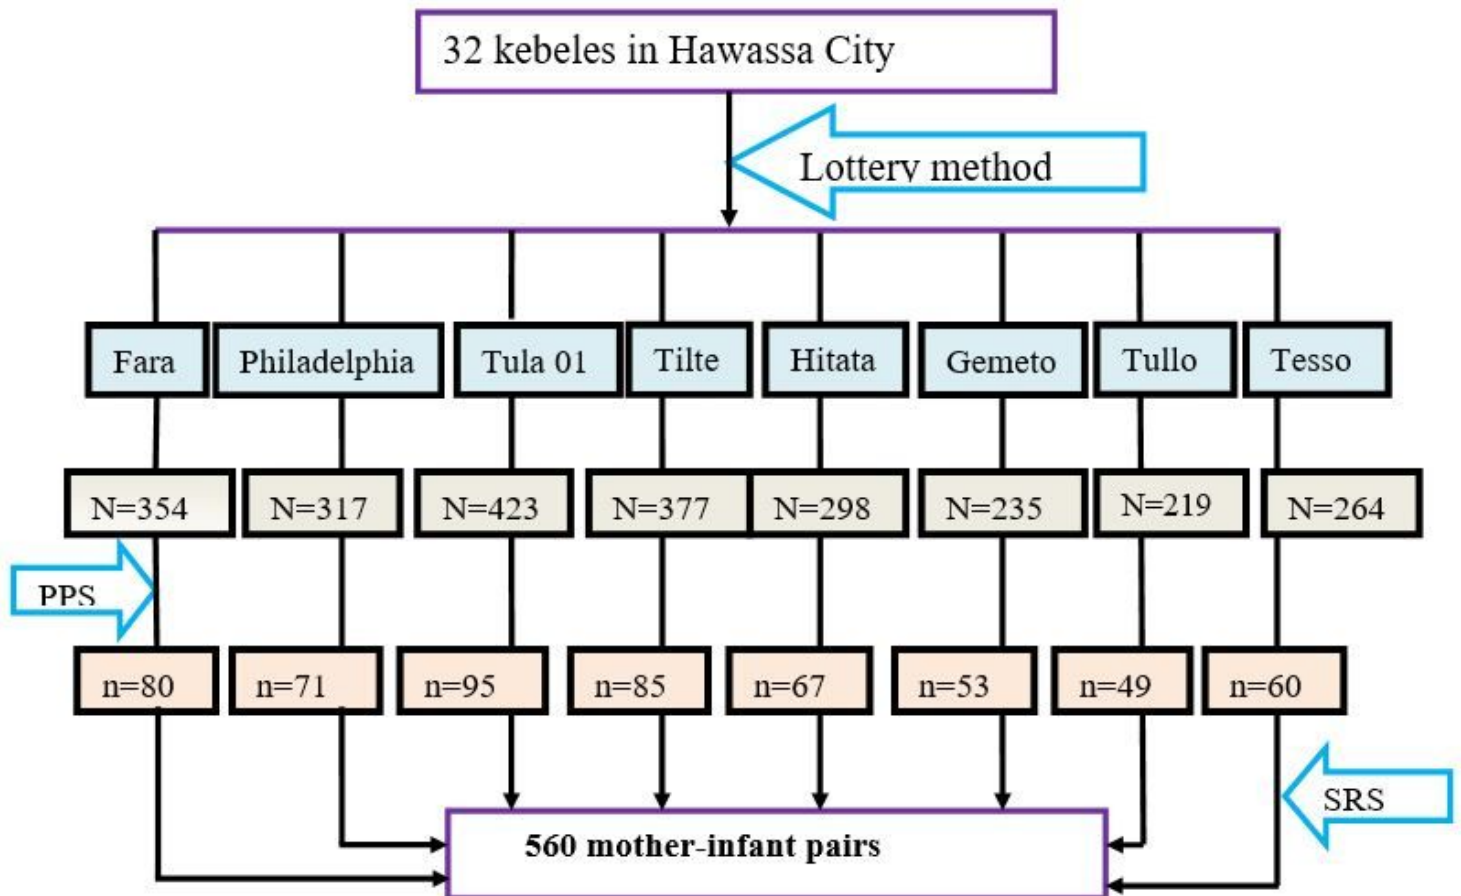 32 kebeles in Hawassa City
Lottery method
Fara
Philadelphia
Tula 01
Tilte
Hitata
Gemeto
Tullo
Tesso
N=354
N=317
N=423
N=377
N=298
N=235
N=219
N=264
PPS
n=80
n=71
n=95
n=85
n=67
n=53
n=49
n=60
SRS
560 mother-infant pairs